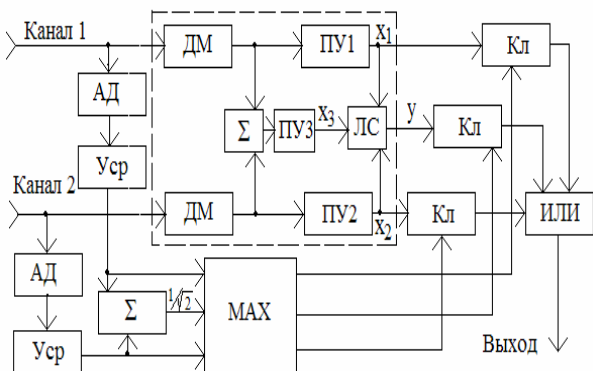 Канал 1
ДМ
ПУ1
x₁
Кл
АД
Σ
ПУ3
x₃
ЛС
y
Кл
Уср
Канал 2
ДМ
ПУ2
x₂
Кл
ИЛИ
АД
Σ
1/√2
MAX
Уср
Выход